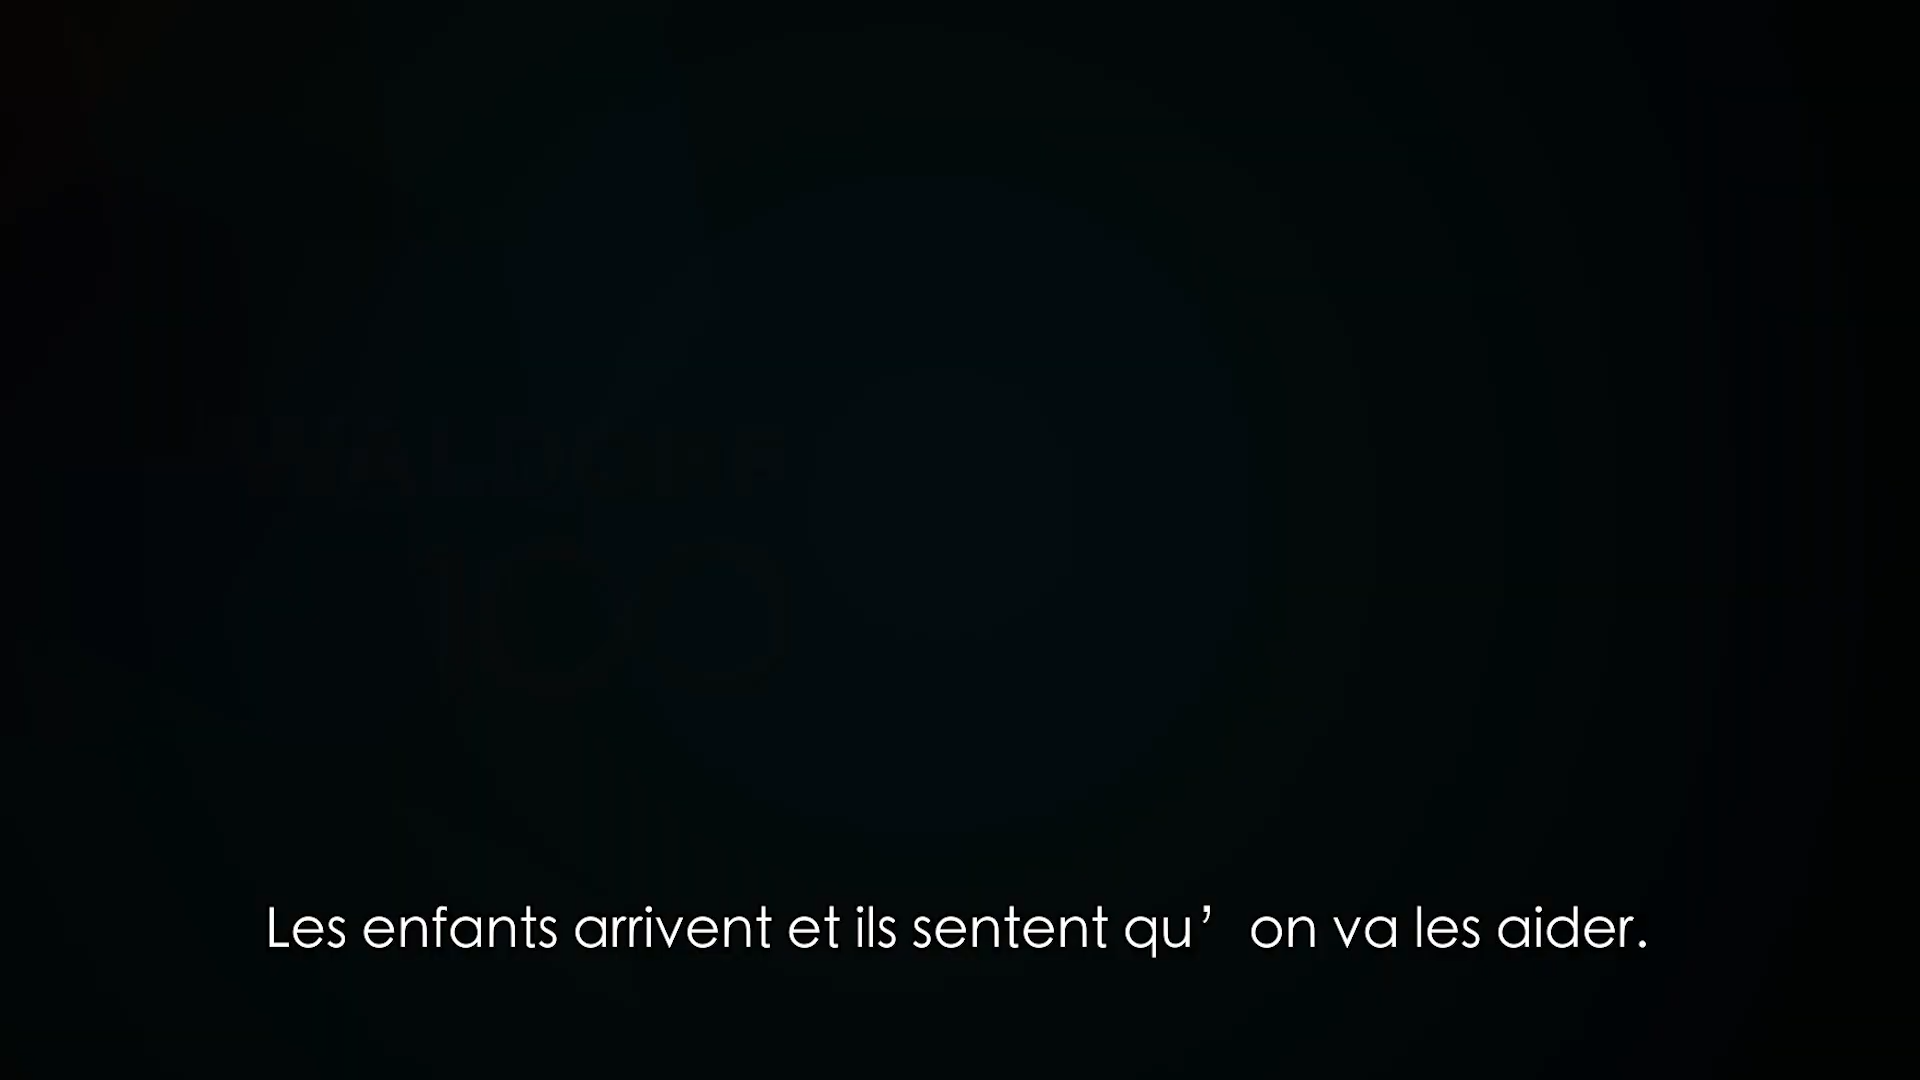 Les enfants arrivent et ils sentent qu’on va les aider.